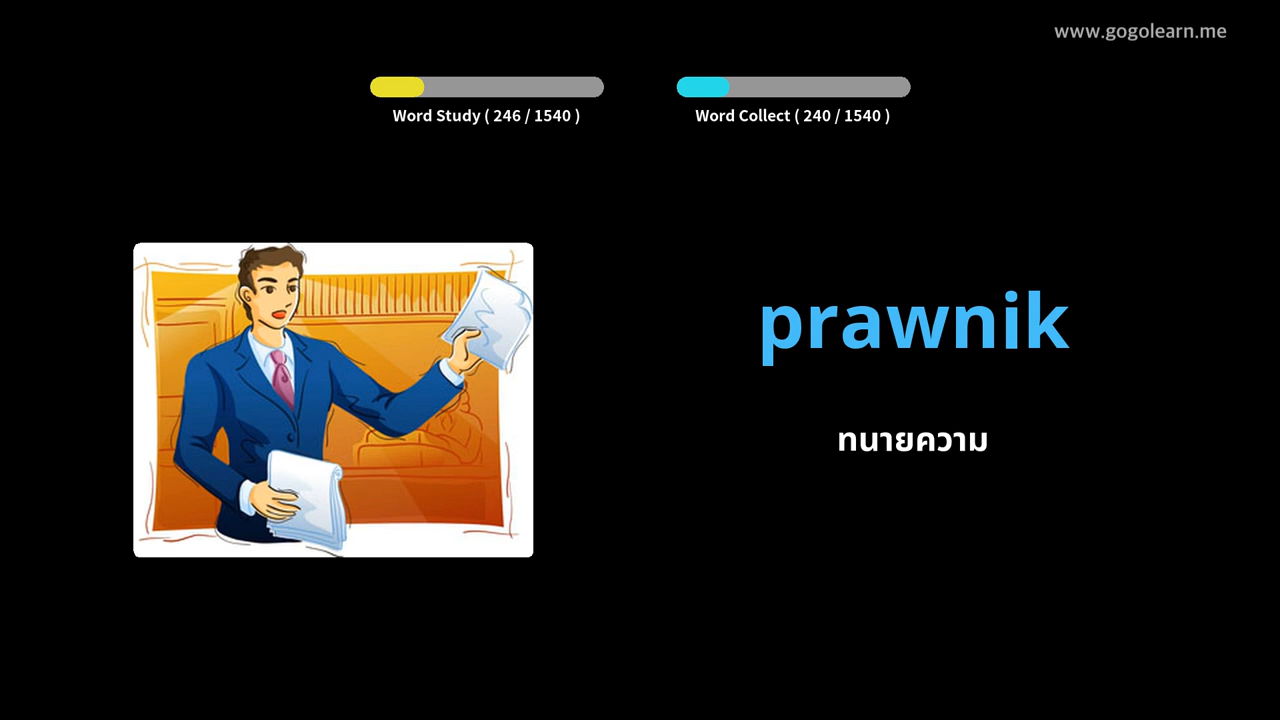 www.gogolearn.me
Word Study ( 246 / 1540 )
Word Collect ( 240 / 1540 )
prawnik
ทนายความ